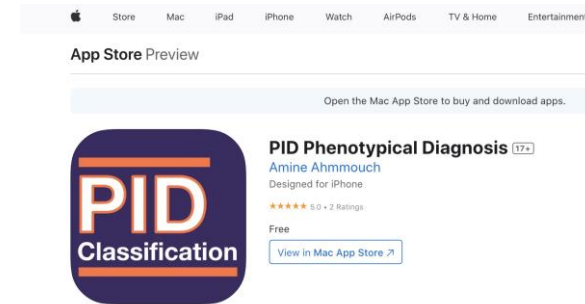 Store Mac iPad iPhone Watch AirPods TV & Home Entertainment
App Store Preview
Open the Mac App Store to buy and download apps.
PID
Classification
PID Phenotypical Diagnosis 17+
Amine Ahmmouch
Designed for iPhone
★★★★★ 5.0 • 2 Ratings
Free
View in Mac App Store ↗